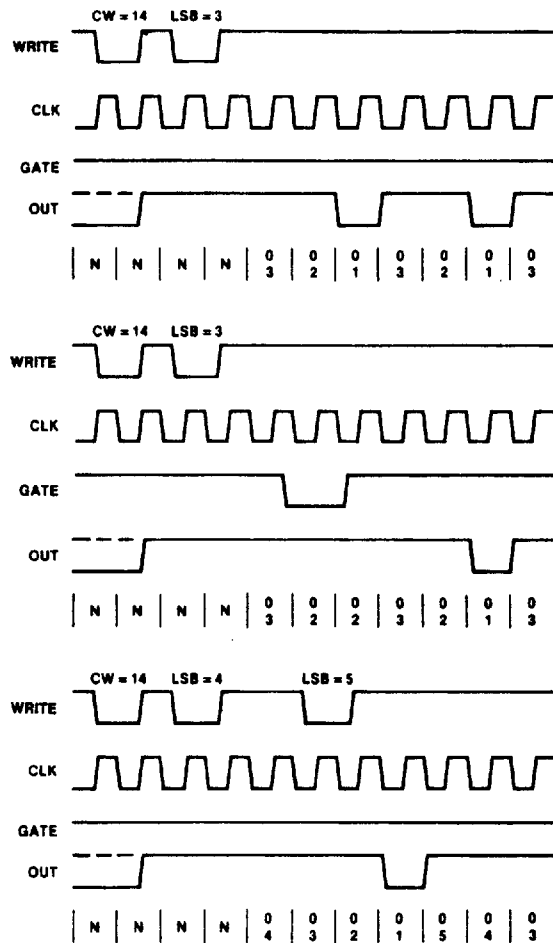 CW = 14 LSB = 3
WRITE
CLK
GATE
OUT
N N N N 0 0 0 0 0 0 0
3 2 1 3 2 1 3
CW = 14 LSB = 3
WRITE
CLK
GATE
OUT
N N N N 0 0 0 0 0 0 0
3 2 2 3 2 1 3
CW = 14 LSB = 4 LSB = 5
WRITE
CLK
GATE
OUT
N N N N 0 0 0 0 0 0 0
4 3 2 1 5 4 3